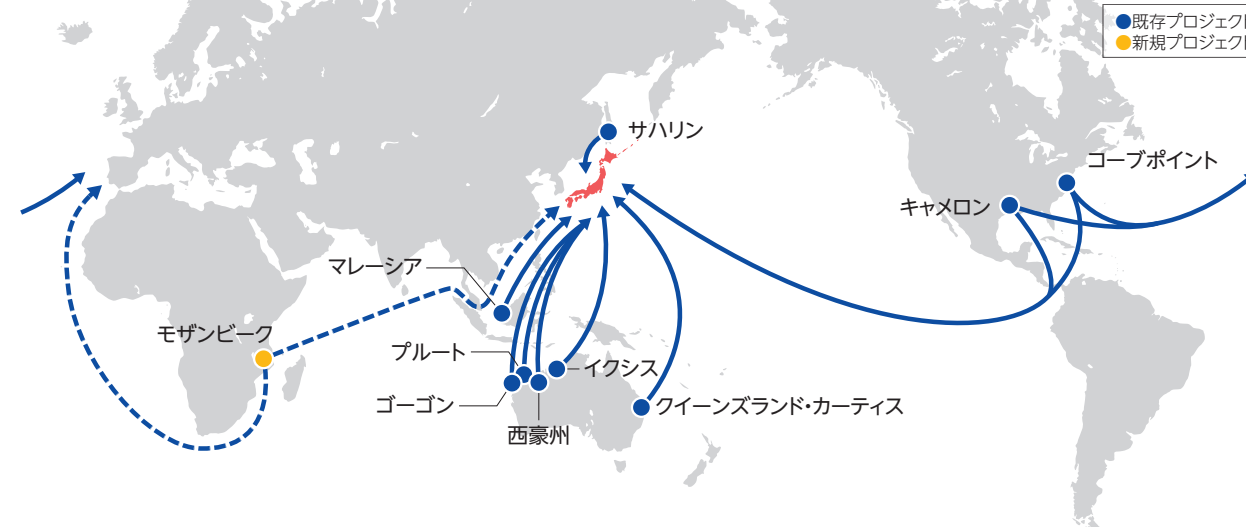 既存プロジェクト
新規プロジェクト
サハリン
コーブポイント
キャメロン
マレーシア
モザンビーク
プルート
イクシス
ゴーゴン
クイーンズランド・カーティス
西豪州